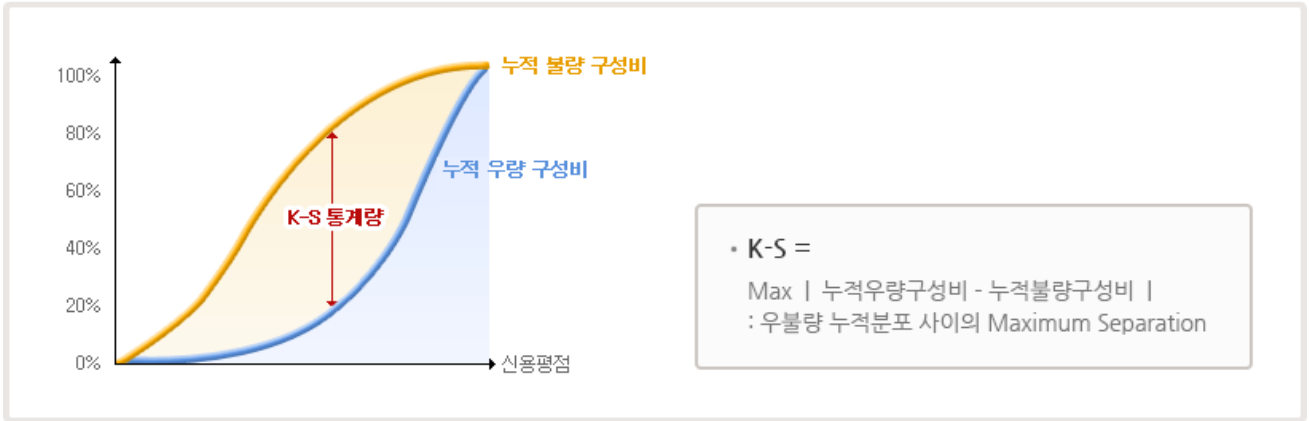 누적 불량 구성비
100%
80%
누적 우량 구성비
60%
K-S 통계량
40%
20%
0%
신용평점
• K-S =
Max | 누적우량구성비 - 누적불량구성비 |
: 우불량 누적분포 사이의 Maximum Separation